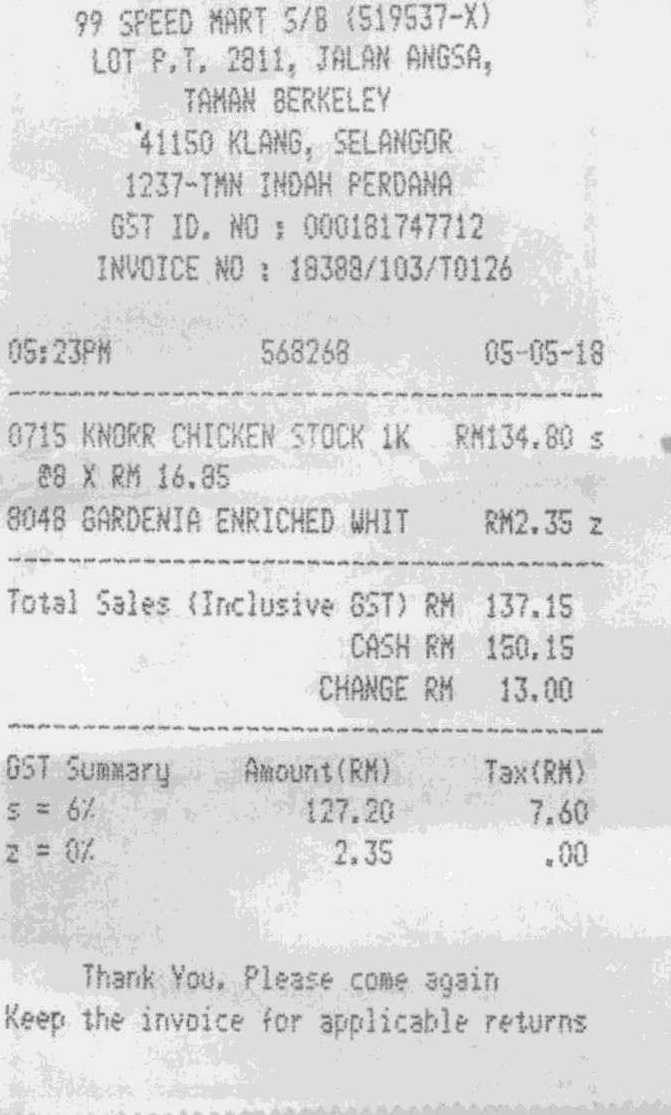 99 SPEED MART S/B (519537-X)
LOT P.T. 2811, JALAN ANGSA,
TAMAN BERKELEY
41150 KLANG, SELANGOR
1237-TMN INDAH PERDANA
GST ID. NO : 000181747712
INVOICE NO : 18388/103/T0126
05:23PM 568268 05-05-18
0715 KNORR CHICKEN STOCK 1K RM134.80 s
@8 X RM 16.85
8048 GARDENIA ENRICHED WHIT RM2.35 z
Total Sales (Inclusive GST) RM 137.15
CASH RM 150.15
CHANGE RM 13.00
GST Summary Amount(RM) Tax(RM)
s = 6% 127.20 7.60
z = 0% 2.35 .00
Thank You. Please come again
Keep the invoice for applicable returns